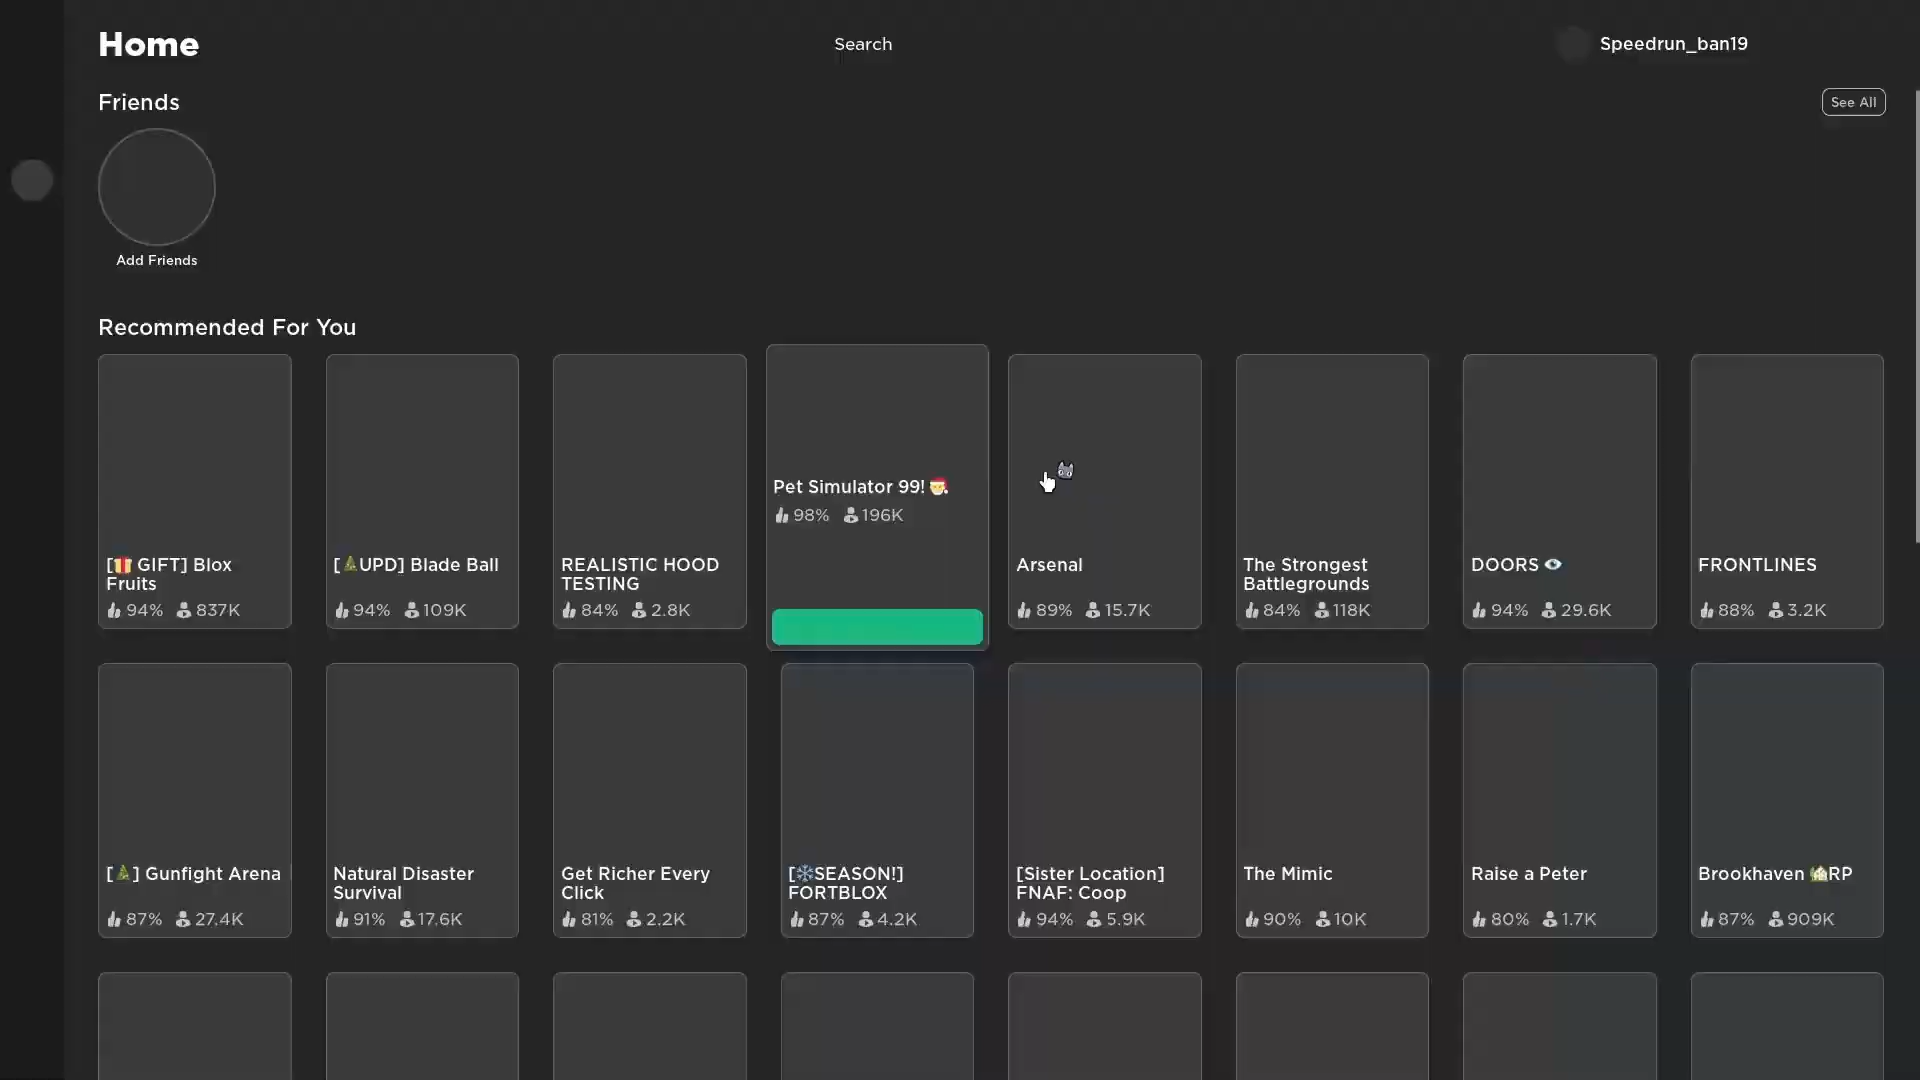 Home
Search
Speedrun_ban19
Friends
See All
Add Friends
Recommended For You
[🎁 GIFT] Blox
Fruits
94% 837K
[🎄UPD] Blade Ball
94% 109K
REALISTIC HOOD
TESTING
84% 2.8K
Pet Simulator 99! 🎅
98% 196K
Arsenal
89% 15.7K
The Strongest
Battlegrounds
84% 118K
DOORS 👁️
94% 29.6K
FRONTLINES
88% 3.2K
[🎄] Gunfight Arena
87% 27.4K
Natural Disaster
Survival
91% 17.6K
Get Richer Every
Click
81% 2.2K
[❄️SEASON!]
FORTBLOX
87% 4.2K
[Sister Location]
FNAF: Coop
94% 5.9K
The Mimic
90% 10K
Raise a Peter
80% 1.7K
Brookhaven 🏡RP
87% 909K